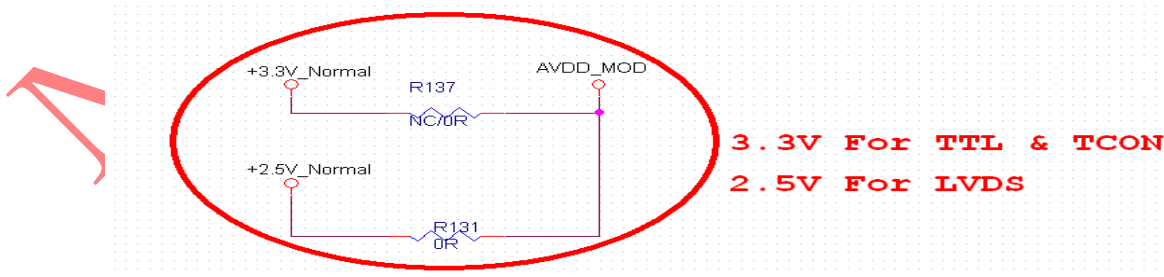 +3.3V_Normal
AVDD_MOD
R137
NC/0R
+2.5V_Normal
R131
0R
3.3V For TTL & TCON
2.5V For LVDS